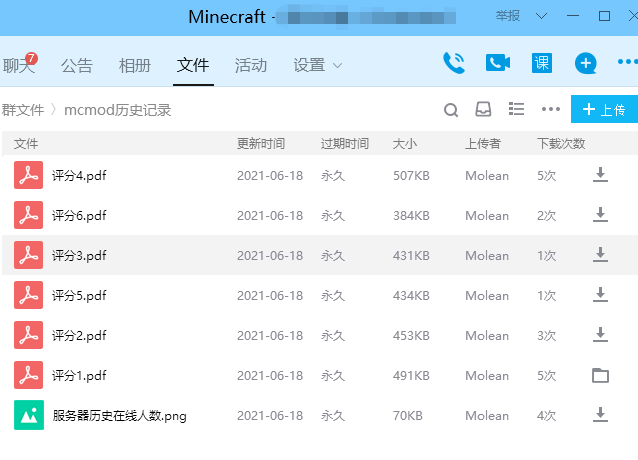 Minecraft - 举报
聊天 7 公告 相册 文件 活动 设置 课
群文件 mcmod历史记录 上传
文件 更新时间 过期时间 大小 上传者 下载次数
评分4.pdf 2021-06-18 永久 507KB Molean 5次
评分6.pdf 2021-06-18 永久 384KB Molean 2次
评分3.pdf 2021-06-18 永久 431KB Molean 1次
评分5.pdf 2021-06-18 永久 434KB Molean 1次
评分2.pdf 2021-06-18 永久 453KB Molean 3次
评分1.pdf 2021-06-18 永久 491KB Molean 5次
服务器历史在线人数.png 2021-06-18 永久 70KB Molean 4次